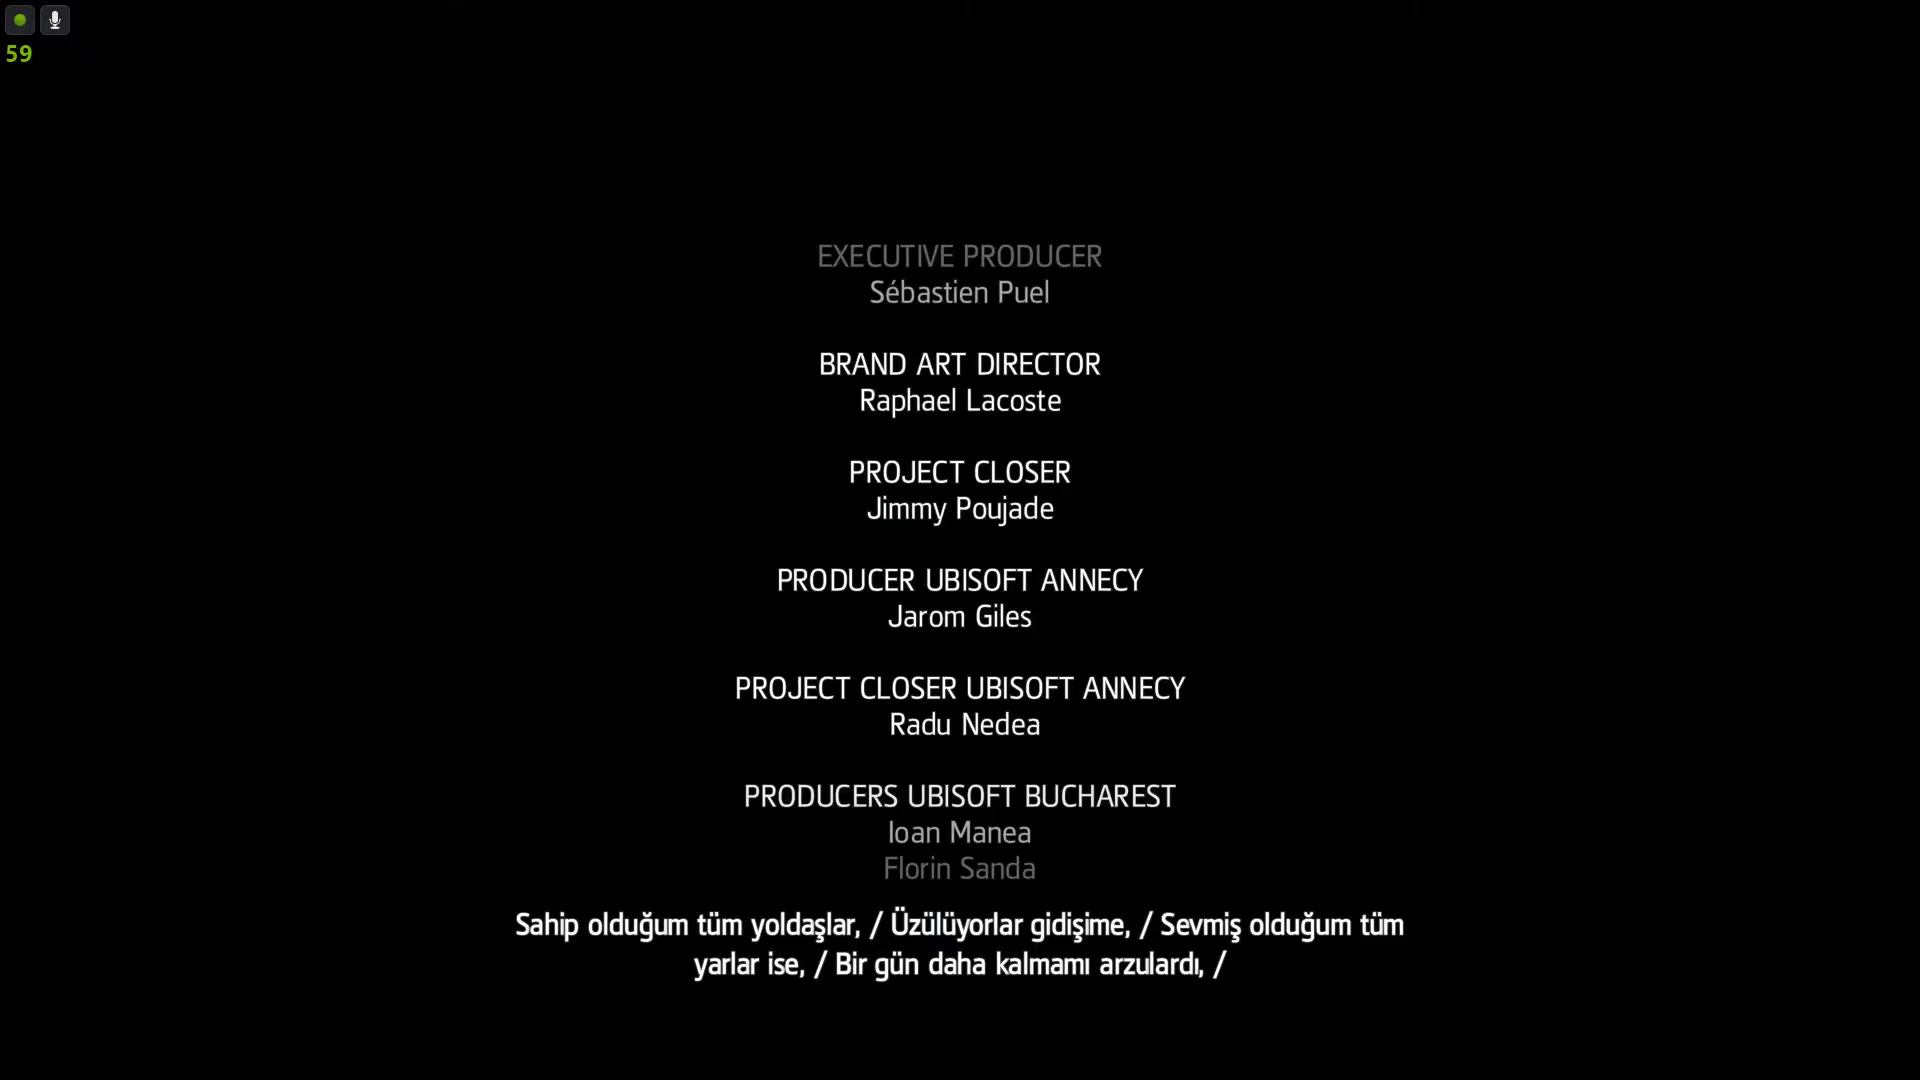 59
EXECUTIVE PRODUCER
Sébastien Puel
BRAND ART DIRECTOR
Raphael Lacoste
PROJECT CLOSER
Jimmy Poujade
PRODUCER UBISOFT ANNECY
Jarom Giles
PROJECT CLOSER UBISOFT ANNECY
Radu Nedea
PRODUCERS UBISOFT BUCHAREST
Ioan Manea
Florin Sanda
Sahip olduğum tüm yoldaşlar, / Üzülüyorlar gidişime, / Sevmiş olduğum tüm
yarlar ise, / Bir gün daha kalmamı arzulardı, /